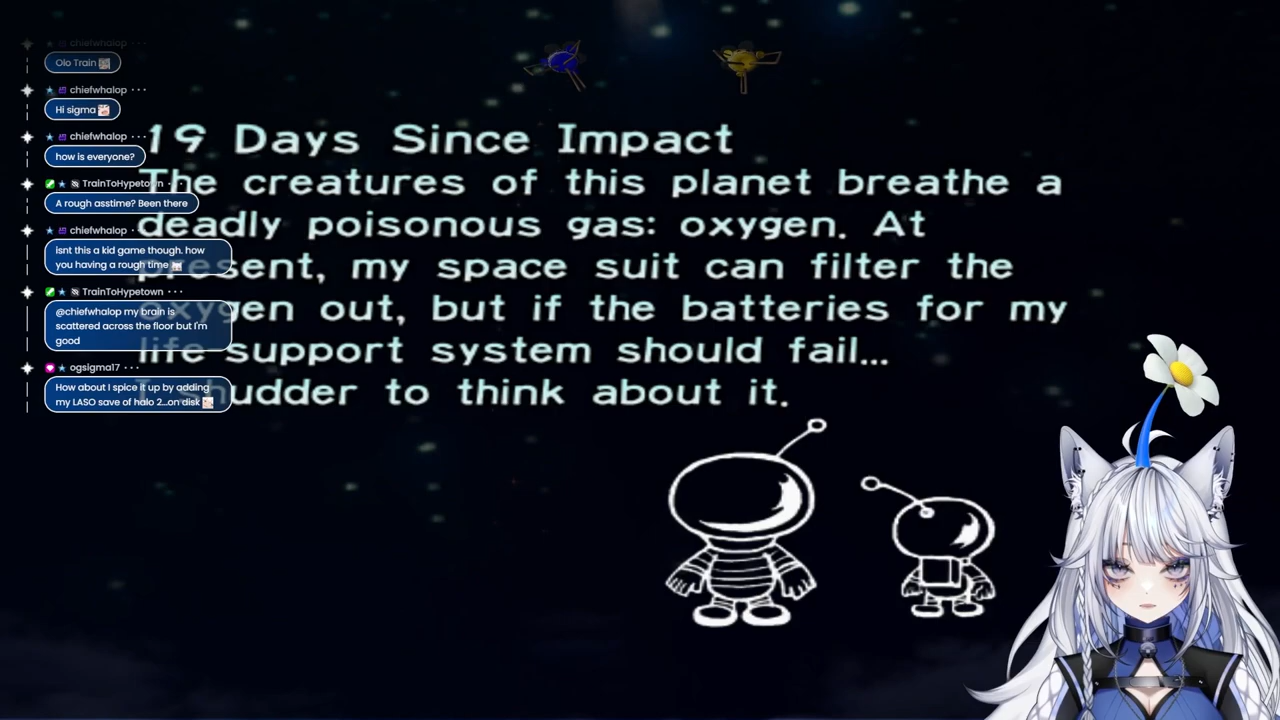 chiefwhalop
Olo Train
chiefwhalop
Hi sigma
chiefwhalop
how is everyone?
TrainToHypetown
A rough asstime? Been there
chiefwhalop
isnt this a kid game though. how
you having a rough time
TrainToHypetown
@chiefwhalop my brain is
scattered across the floor but I'm
good
ogsigma17
How about I spice it up by adding
my LASO save of halo 2...on disk
19 Days Since Impact
The creatures of this planet breathe a
deadly poisonous gas: oxygen. At
present, my space suit can filter the
oxygen out, but if the batteries for my
life support system should fail...
I shudder to think about it.